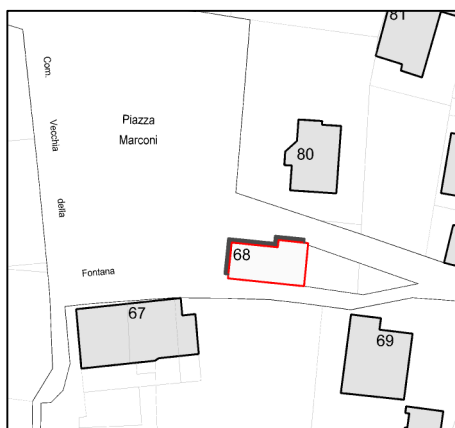 81
Com.
Vecchia
della
Fontana
Piazza
Marconi
80
68
67
69